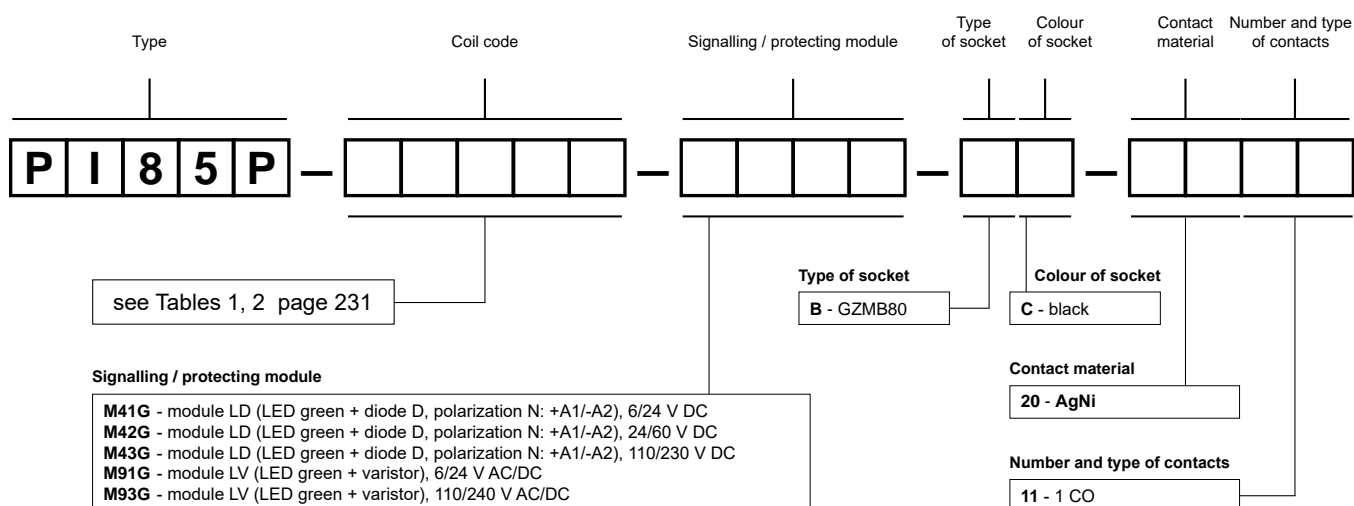 Type
Coil code
Signalling / protecting module
Type
of socket
Colour
of socket
Contact
material
Number and type
of contacts
P I 8 5 P – – – –
see Tables 1, 2 page 231
Type of socket
B - GZMB80
Colour of socket
C - black
Signalling / protecting module
M41G - module LD (LED green + diode D, polarization N: +A1/-A2), 6/24 V DC
M42G - module LD (LED green + diode D, polarization N: +A1/-A2), 24/60 V DC
M43G - module LD (LED green + diode D, polarization N: +A1/-A2), 110/230 V DC
M91G - module LV (LED green + varistor), 6/24 V AC/DC
M93G - module LV (LED green + varistor), 110/240 V AC/DC
Contact material
20 - AgNi
Number and type of contacts
11 - 1 CO